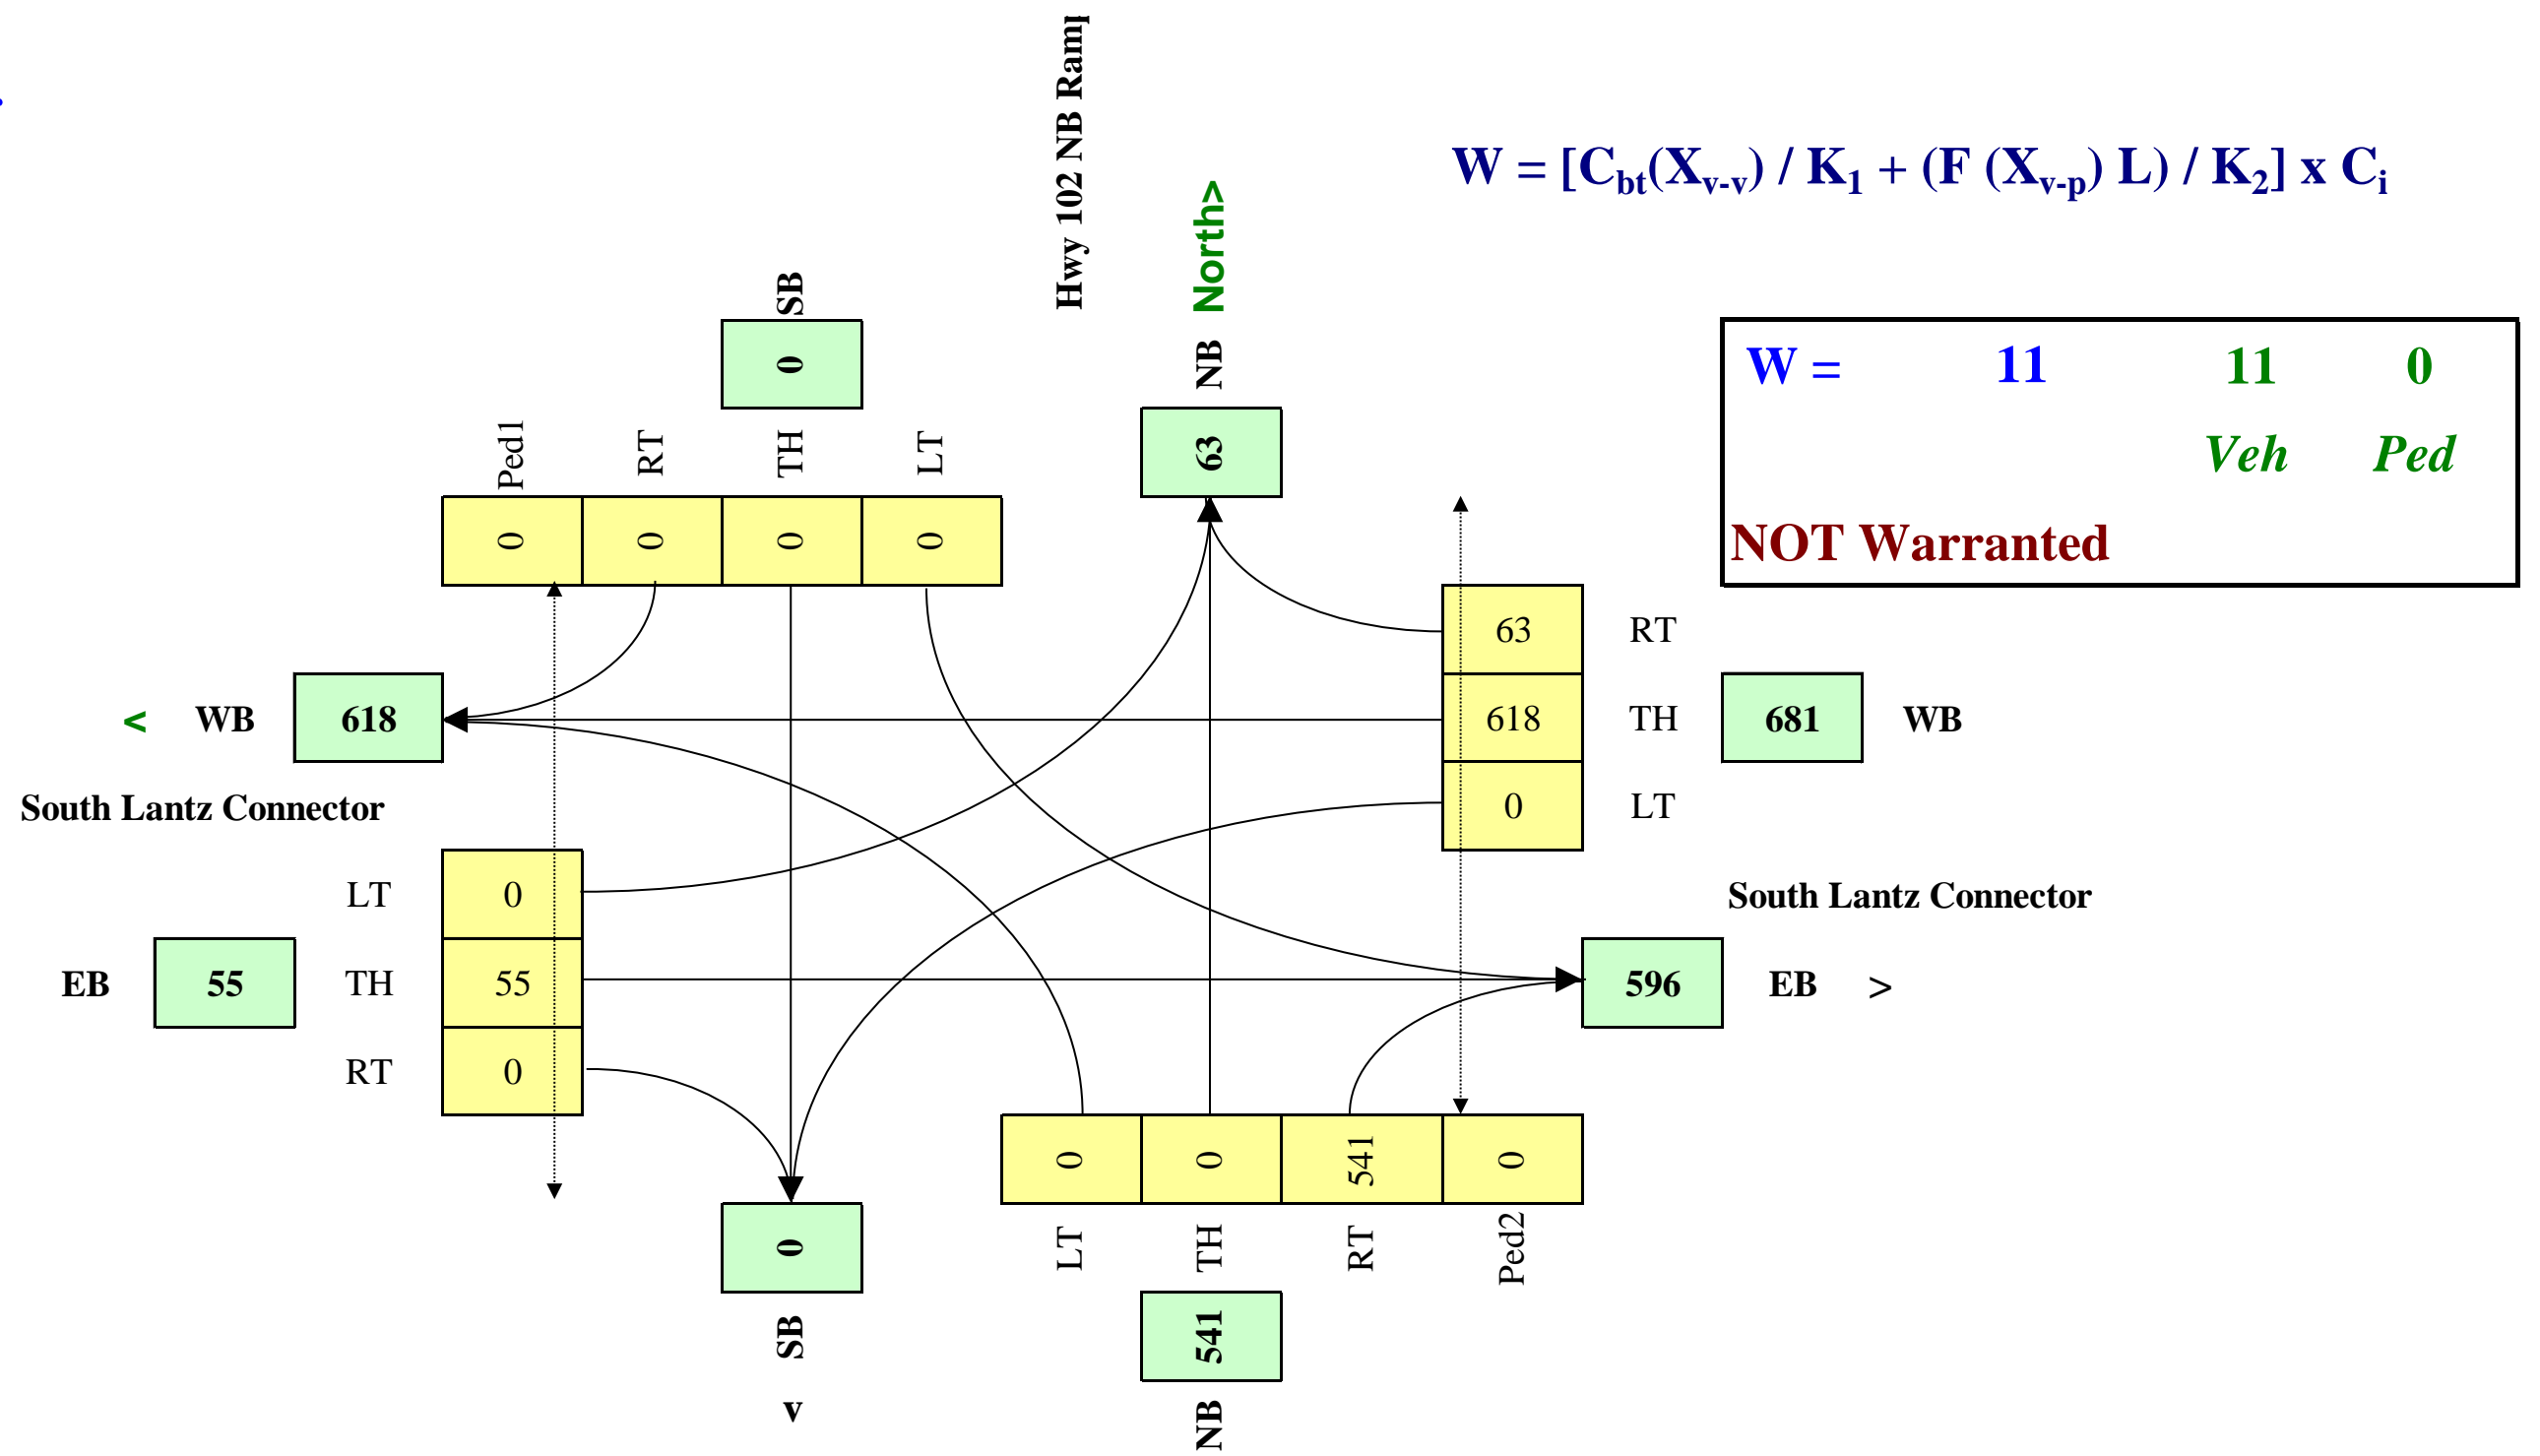 Hwy 102 NB Ramp
North>
W = [Cbt(Xv-v) / K1 + (F (Xv-p) L) / K2] x Ci
SB
0
NB
63
W = 11 11 0
Veh Ped
NOT Warranted
Ped1 RT TH LT
0 0 0 0
63 RT
< WB 618
618 TH 681 WB
0 LT
South Lantz Connector
South Lantz Connector
LT 0
EB 55 TH 55
RT 0
596 EB >
0 0 541 0
LT TH RT Ped2
0
SB
v
541
NB